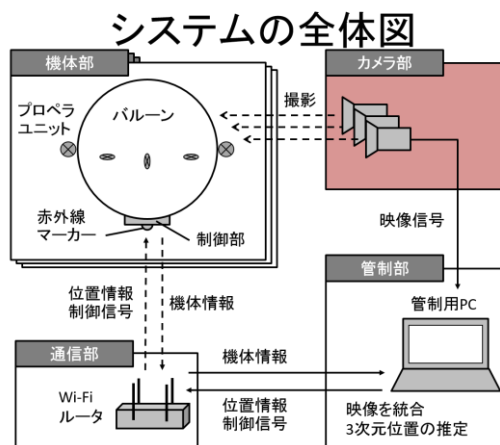 システムの全体図
機体部
プロペラ
ユニット
バルーン
赤外線
マーカー
制御部
カメラ部
撮影
映像信号
位置情報
制御信号
機体情報
管制部
管制用PC
映像を統合
3次元位置の推定
通信部
Wi-Fi
ルータ
機体情報
位置情報
制御信号